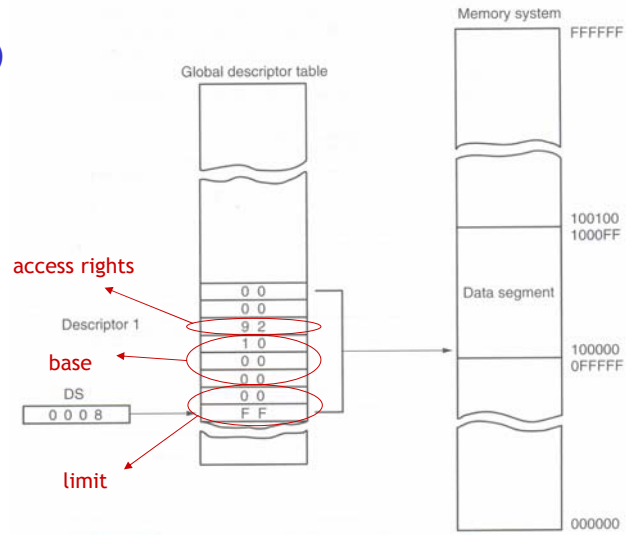 Memory system
FFFFFF
)
Global descriptor table
100100
1000FF
access rights
0 0
0 0
Data segment
Descriptor 1
9 2
1 0
100000
base
0 0
0FFFFF
0 0
DS
0 0
0 0 0 8
F F
limit
000000